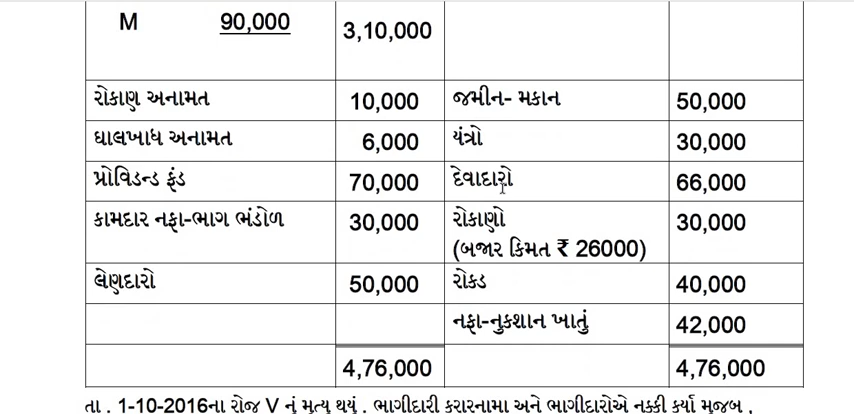 M 90,000 3,10,000
રોકાણ અનામત 10,000 જમીન- મકાન 50,000
ઘાલખાધ અનામત 6,000 યંત્રો 30,000
પ્રોવિડન્ડ ફંડ 70,000 દેવાદારો 66,000
કામદાર નફા-ભાગ ભંડોળ 30,000 રોકાણો 30,000
(બજાર કિમત ₹ 26000)
લેણદારો 50,000 રોકડ 40,000
નફા-નુકશાન ખાતું 42,000
4,76,000 4,76,000
તા . 1-10-2016ના રોજ V નું મૃત્યુ થયું . ભાગીદારી કરારનામા અને ભાગીદારોએ નક્કી કર્યા મુજબ ,